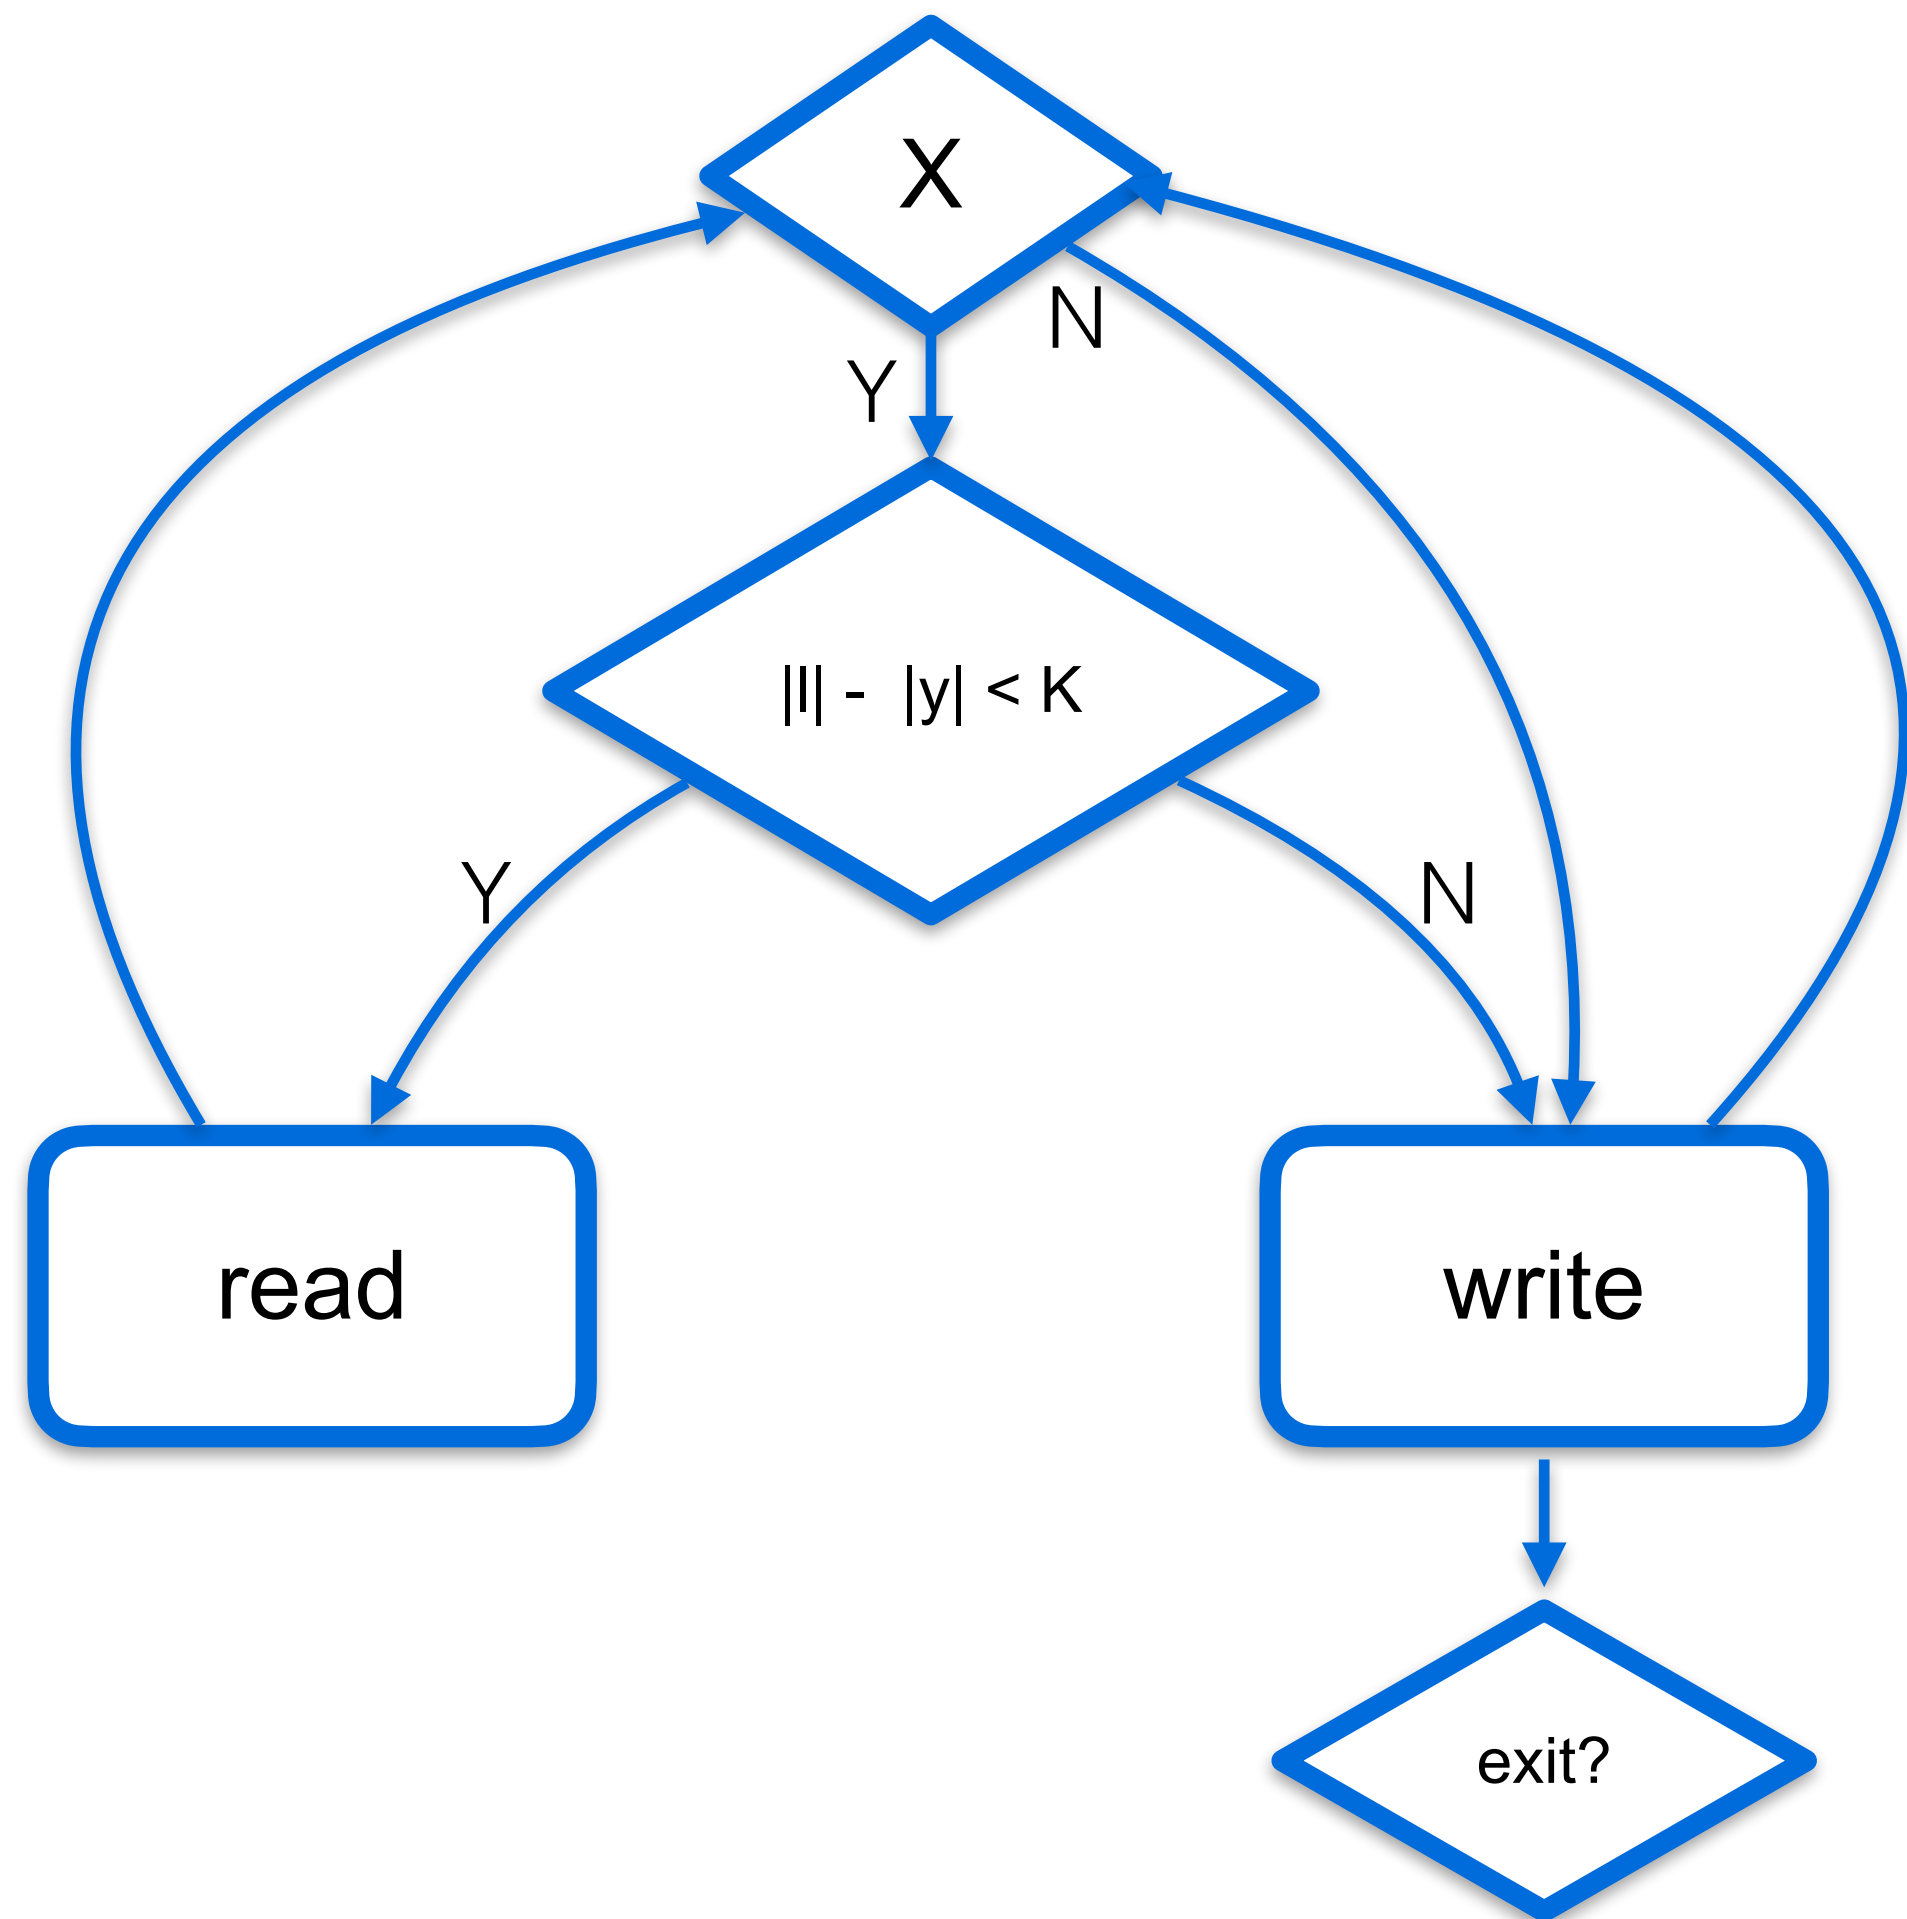 X
N
Y
|I| - |y| < K
Y
N
read
write
exit?